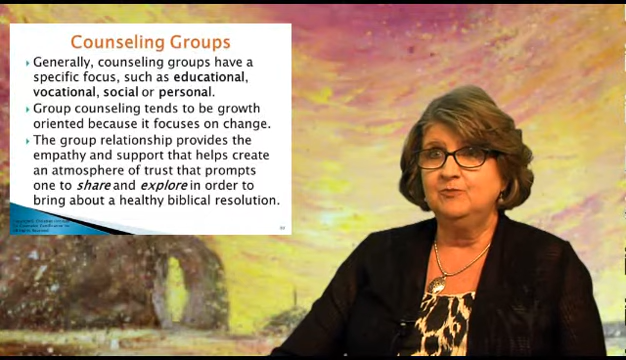 Counseling Groups
Generally, counseling groups have a
specific focus, such as educational,
vocational, social or personal.
Group counseling tends to be growth
oriented because it focuses on change.
The group relationship provides the
empathy and support that helps create
an atmosphere of trust that prompts
one to share and explore in order to
bring about a healthy biblical resolution.
All Rights Reserved